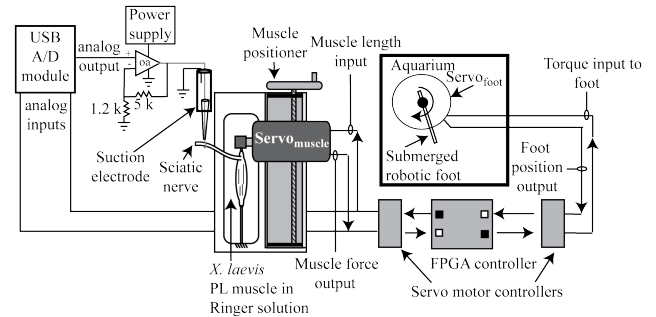 USB
A/D
module
analog
output
analog
inputs
Power
supply
+
-
oa
5 k
1.2 k
Suction
electrode
Sciatic
nerve
Muscle
positioner
Muscle length
input
Servomuscle
X. laevis
PL muscle in
Ringer solution
Muscle force
output
Aquarium
Servofoot
Submerged
robotic foot
Torque input to
foot
Foot
position
output
FPGA controller
Servo motor controllers